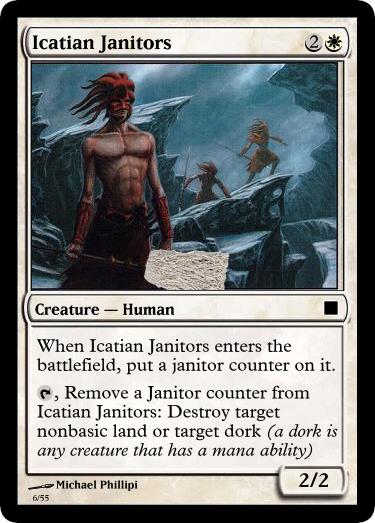 Icatian Janitors 2
Creature — Human
When Icatian Janitors enters the
battlefield, put a janitor counter on it.
, Remove a Janitor counter from
Icatian Janitors: Destroy target
nonbasic land or target dork (a dork is
any creature that has a mana ability)
Michael Phillipi
2/2
6/55